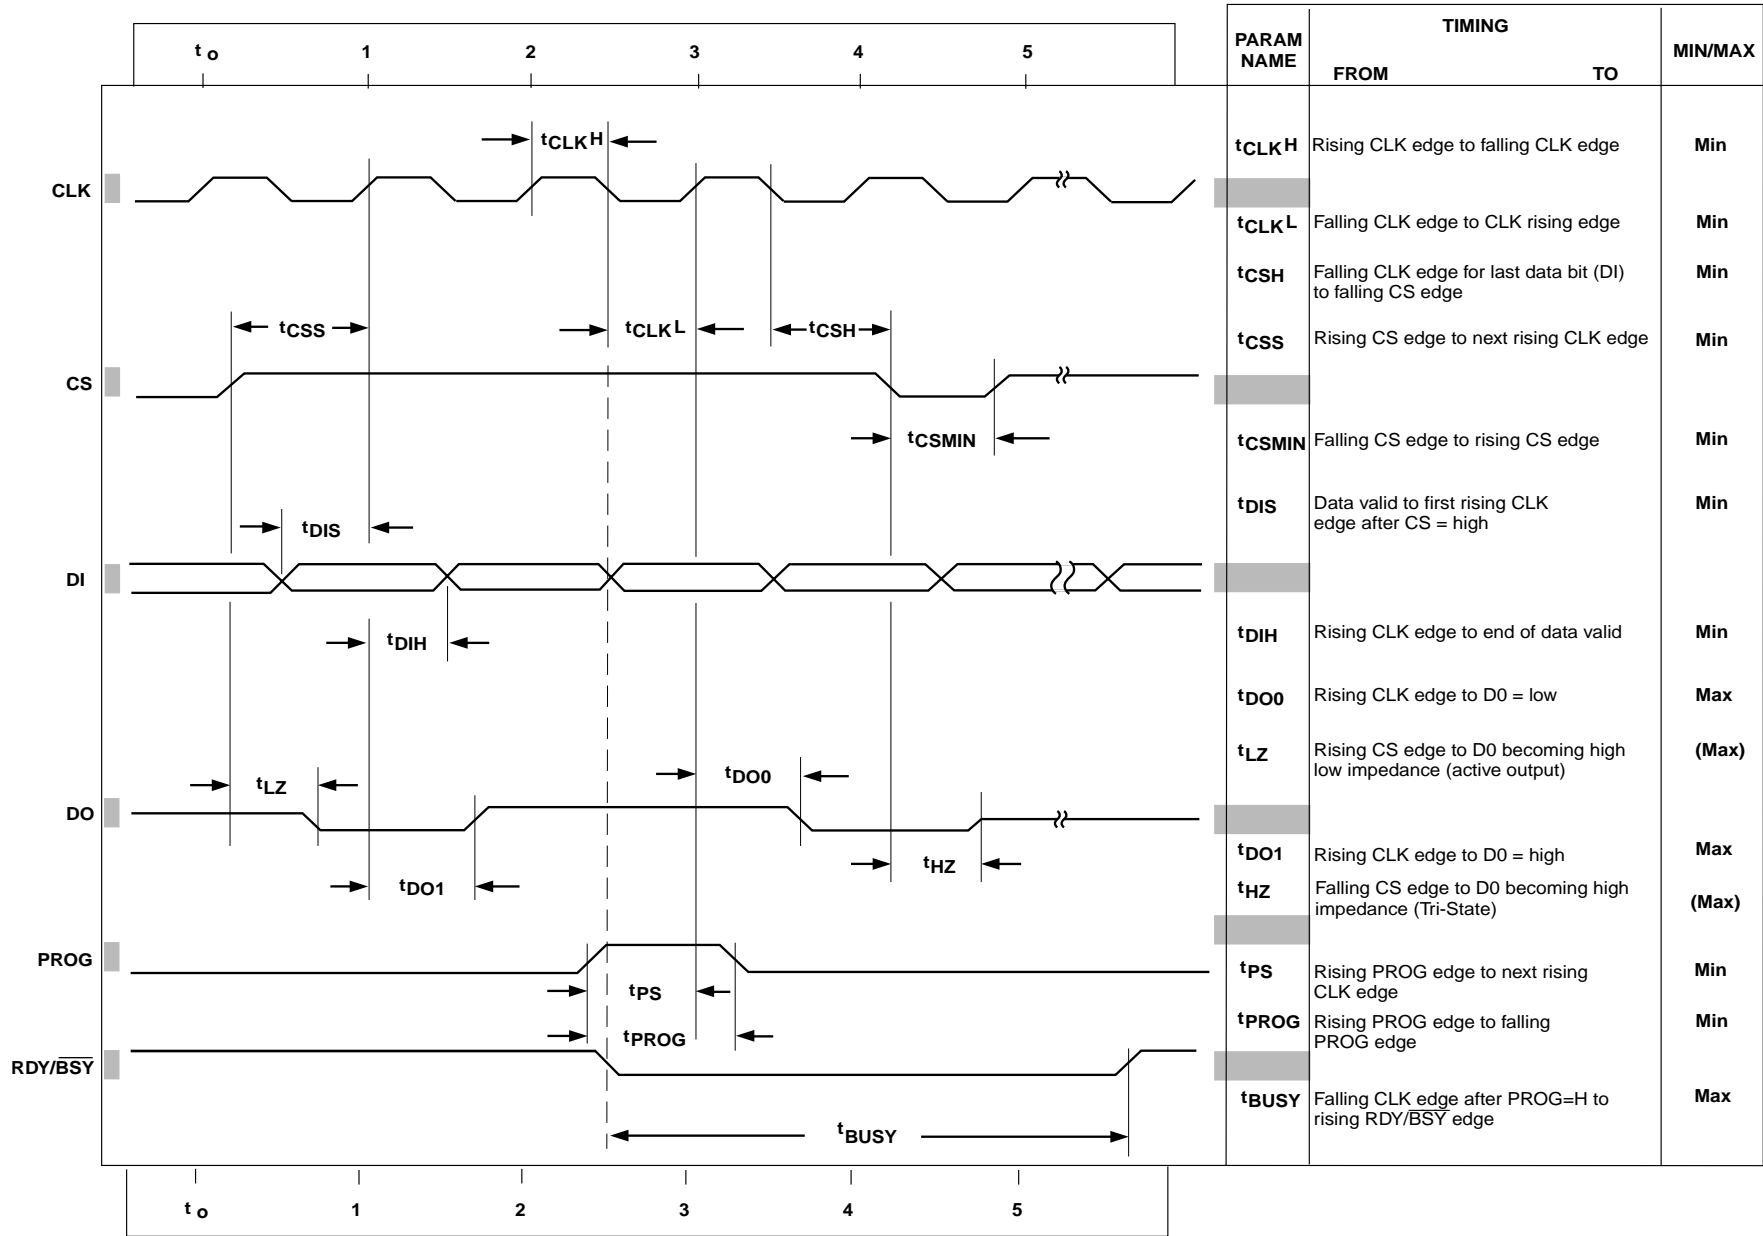 t o 1 2 3 4 5
PARAM NAME
TIMING
FROM TO
MIN/MAX
tCLKH
tCLKH Rising CLK edge to falling CLK edge Min
CLK
tCLKL Falling CLK edge to CLK rising edge Min
tCSH Falling CLK edge for last data bit (DI)
to falling CS edge Min
tCSS tCLKL tCSH
tCSS Rising CS edge to next rising CLK edge Min
CS
tCSMIN
tCSMIN Falling CS edge to rising CS edge Min
tDIS
tDIS Data valid to first rising CLK
edge after CS = high Min
DI
tDIH
tDIH Rising CLK edge to end of data valid Min
tDO0 Rising CLK edge to D0 = low Max
tLZ tDO0
tLZ Rising CS edge to D0 becoming high
low impedance (active output) (Max)
DO
tDO1 tHZ
tDO1 Rising CLK edge to D0 = high Max
tHZ Falling CS edge to D0 becoming high
impedance (Tri-State) (Max)
PROG
tPS
tPS Rising PROG edge to next rising
CLK edge Min
tPROG
tPROG Rising PROG edge to falling
PROG edge Min
RDY/BSY
tBUSY
tBUSY Falling CLK edge after PROG=H to
rising RDY/BSY edge Max
t o 1 2 3 4 5